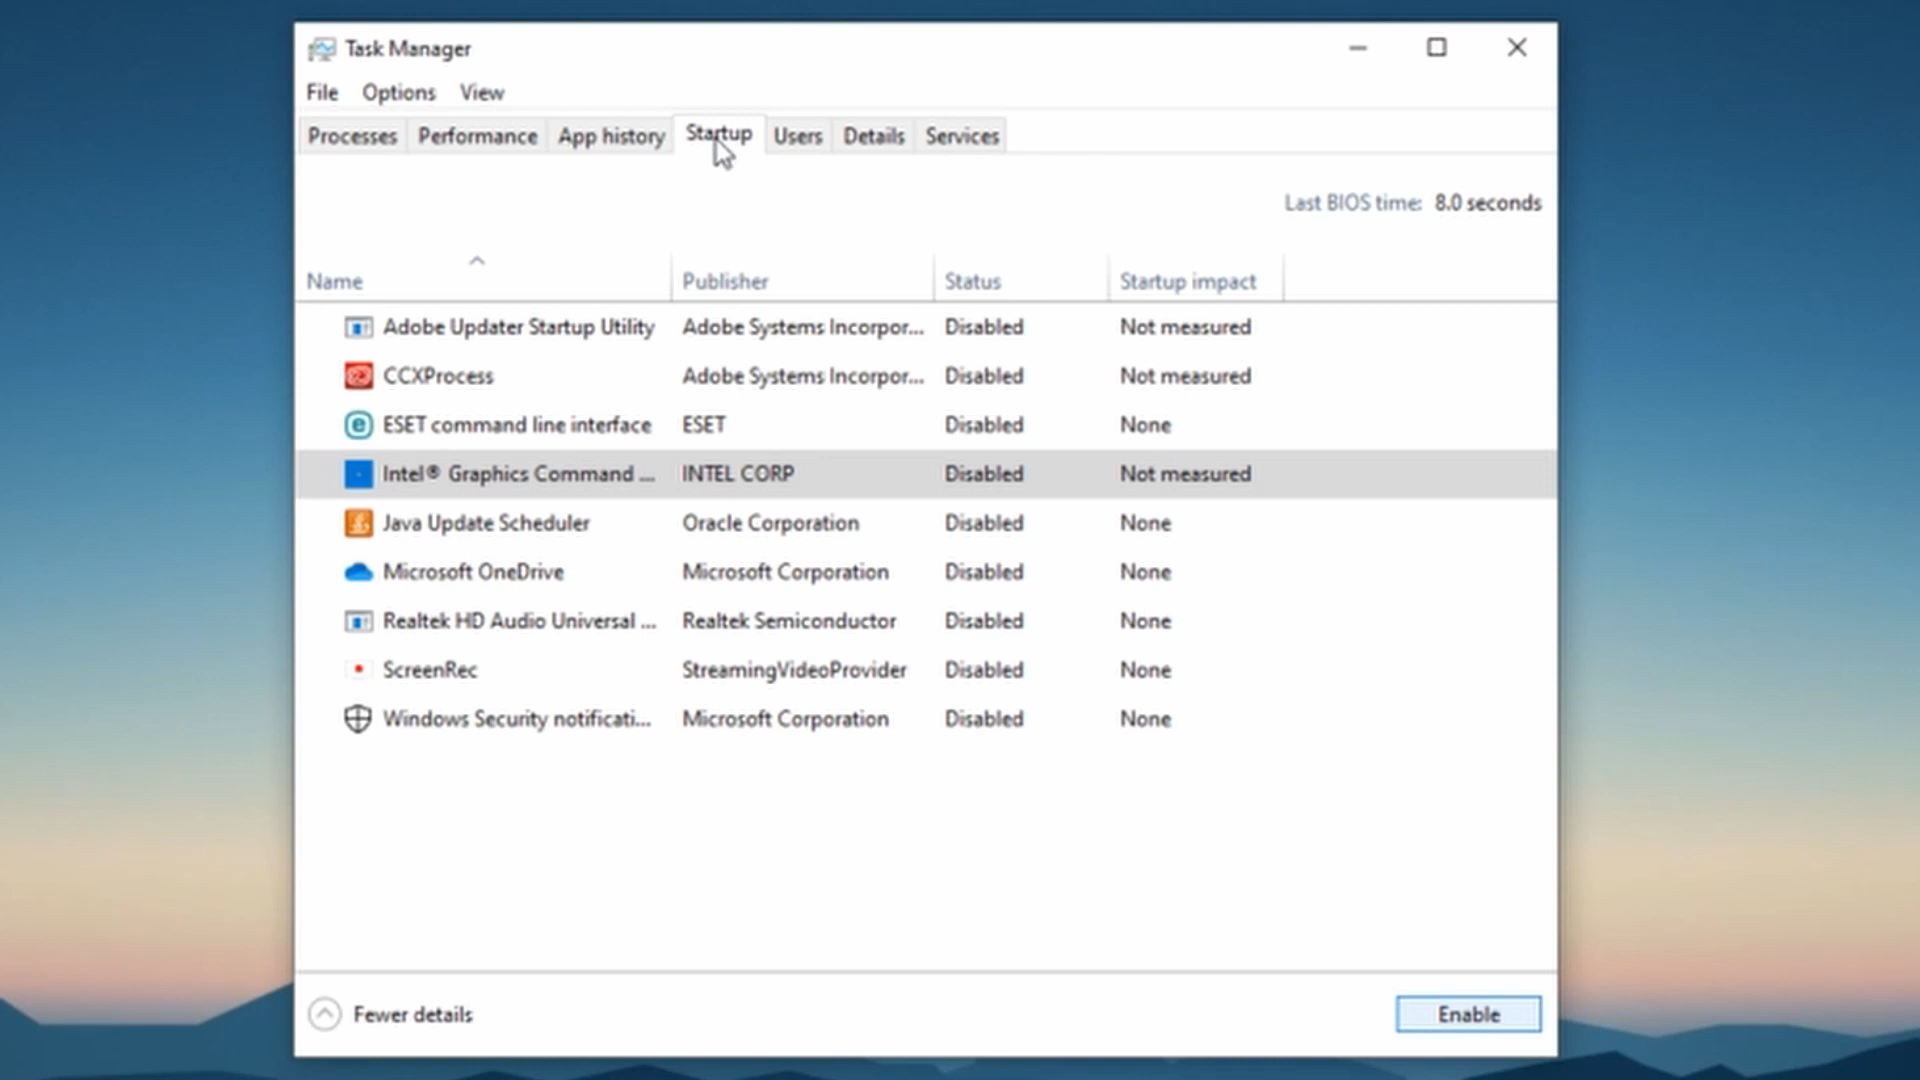 Task Manager
File Options View
Processes Performance App history Startup Users Details Services
Last BIOS time: 8.0 seconds
Name Publisher Status Startup impact
Adobe Updater Startup Utility Adobe Systems Incorpor... Disabled Not measured
CCXProcess Adobe Systems Incorpor... Disabled Not measured
ESET command line interface ESET Disabled None
Intel® Graphics Command ... INTEL CORP Disabled Not measured
Java Update Scheduler Oracle Corporation Disabled None
Microsoft OneDrive Microsoft Corporation Disabled None
Realtek HD Audio Universal ... Realtek Semiconductor Disabled None
ScreenRec StreamingVideoProvider Disabled None
Windows Security notificati... Microsoft Corporation Disabled None
Fewer details Enable